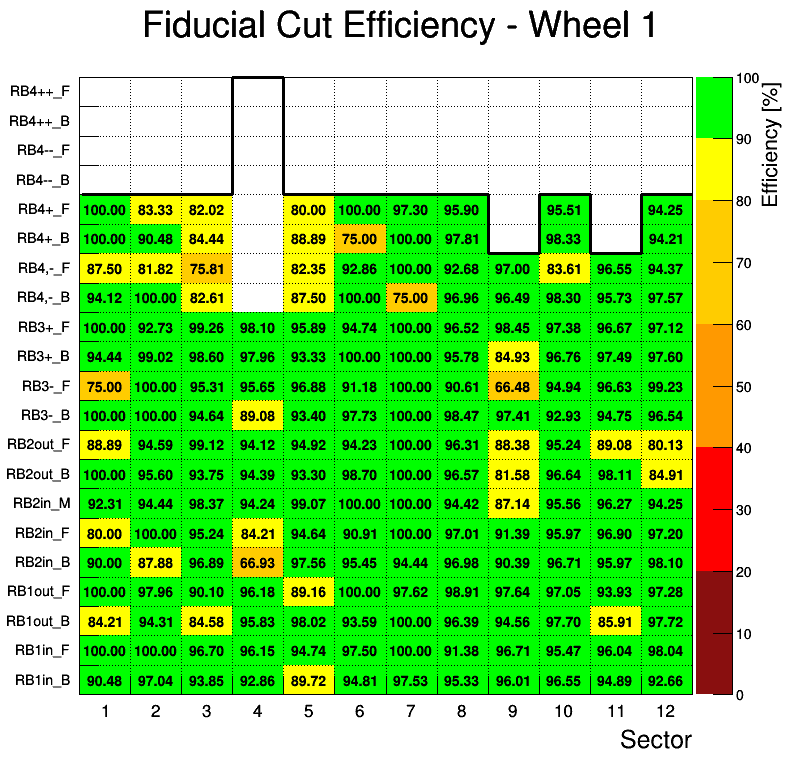 Fiducial Cut Efficiency - Wheel 1
RB4++_F
RB4++_B
RB4--_F
RB4--_B
RB4+_F 100.00 83.33 82.02 80.00 100.00 97.30 95.90 95.51 94.25
RB4+_B 100.00 90.48 84.44 88.89 75.00 100.00 97.81 98.33 94.21
RB4,-_F 87.50 81.82 75.81 82.35 92.86 100.00 92.68 97.00 83.61 96.55 94.37
RB4,-_B 94.12 100.00 82.61 87.50 100.00 75.00 96.96 96.49 98.30 95.73 97.57
RB3+_F 100.00 92.73 99.26 98.10 95.89 94.74 100.00 96.52 98.45 97.38 96.67 97.12
RB3+_B 94.44 99.02 98.60 97.96 93.33 100.00 100.00 95.78 84.93 96.76 97.49 97.60
RB3-_F 75.00 100.00 95.31 95.65 96.88 91.18 100.00 90.61 66.48 94.94 96.63 99.23
RB3-_B 100.00 100.00 94.64 89.08 93.40 97.73 100.00 98.47 97.41 92.93 94.75 96.54
RB2out_F 88.89 94.59 99.12 94.12 94.92 94.23 100.00 96.31 88.38 95.24 89.08 80.13
RB2out_B 100.00 95.60 93.75 94.39 93.30 98.70 100.00 96.57 81.58 96.64 98.11 84.91
RB2in_M 92.31 94.44 98.37 94.24 99.07 100.00 100.00 94.42 87.14 95.56 96.27 94.25
RB2in_F 80.00 100.00 95.24 84.21 94.64 90.91 100.00 97.01 91.39 95.97 96.90 97.20
RB2in_B 90.00 87.88 96.89 66.93 97.56 95.45 94.44 96.98 90.39 96.71 95.97 98.10
RB1out_F 100.00 97.96 90.10 96.18 89.16 100.00 97.62 98.91 97.64 97.05 93.93 97.28
RB1out_B 84.21 94.31 84.58 95.83 98.02 93.59 100.00 96.39 94.56 97.70 85.91 97.72
RB1in_F 100.00 100.00 96.70 96.15 94.74 97.50 100.00 91.38 96.71 95.47 96.04 98.04
RB1in_B 90.48 97.04 93.85 92.86 89.72 94.81 97.53 95.33 96.01 96.55 94.89 92.66
1 2 3 4 5 6 7 8 9 10 11 12
Sector
100
90
80
70
60
50
40
30
20
10
0
Efficiency [%]